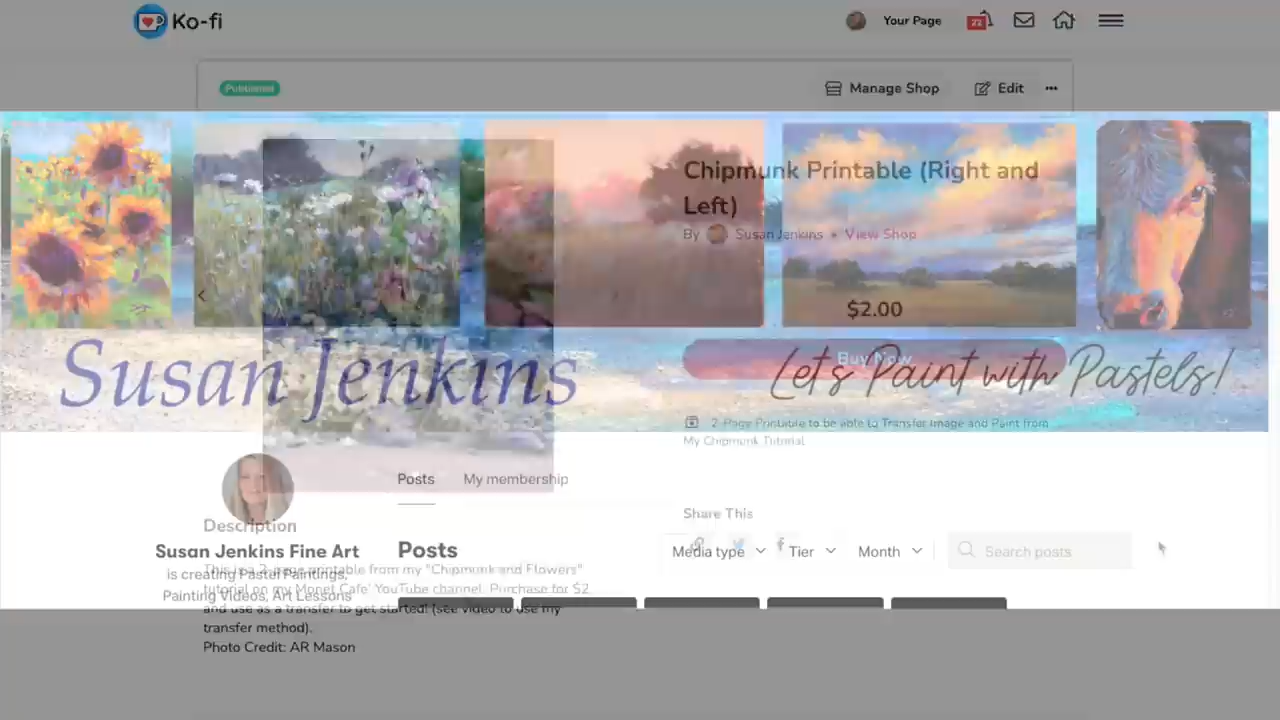 Ko-fi
Your Page
22
Published
Manage Shop
Edit
Chipmunk Printable (Right and
Left)
By Susan Jenkins • View Shop
$2.00
Buy Now
Susan Jenkins
Let's Paint with Pastels!
2-Page Printable to be able to Transfer Image and Paint from
My Chipmunk Tutorial
Posts
My membership
Share This
Description
Susan Jenkins Fine Art
Posts
Media type
Tier
Month
Search posts
is creating Pastel Paintings,
Painting Videos, Art Lessons
This is a 2-page printable from my "Chipmunk and Flowers"
tutorial on my Monet Cafe' YouTube channel. Purchase for $2
and use as a transfer to get started! (see video to use my
transfer method).
Photo Credit: AR Mason